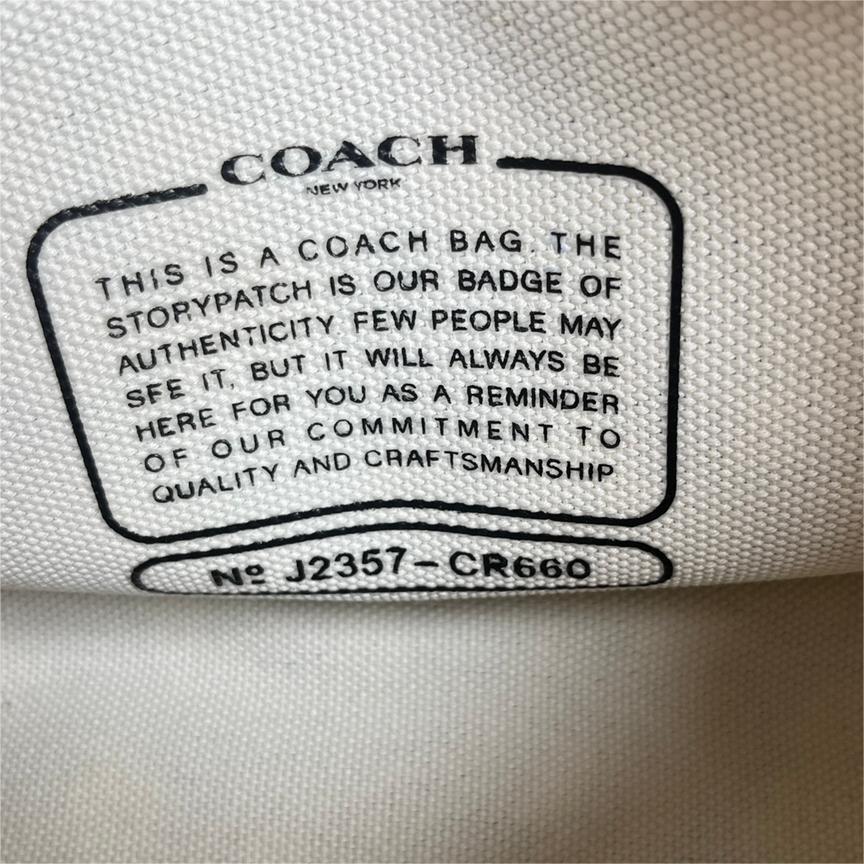 COACH
NEW YORK
THIS IS A COACH BAG. THE
STORYPATCH IS OUR BADGE OF
AUTHENTICITY. FEW PEOPLE MAY
SEE IT, BUT IT WILL ALWAYS BE
HERE FOR YOU AS A REMINDER
OF OUR COMMITMENT TO
QUALITY AND CRAFTSMANSHIP
Nº J2357-CR660